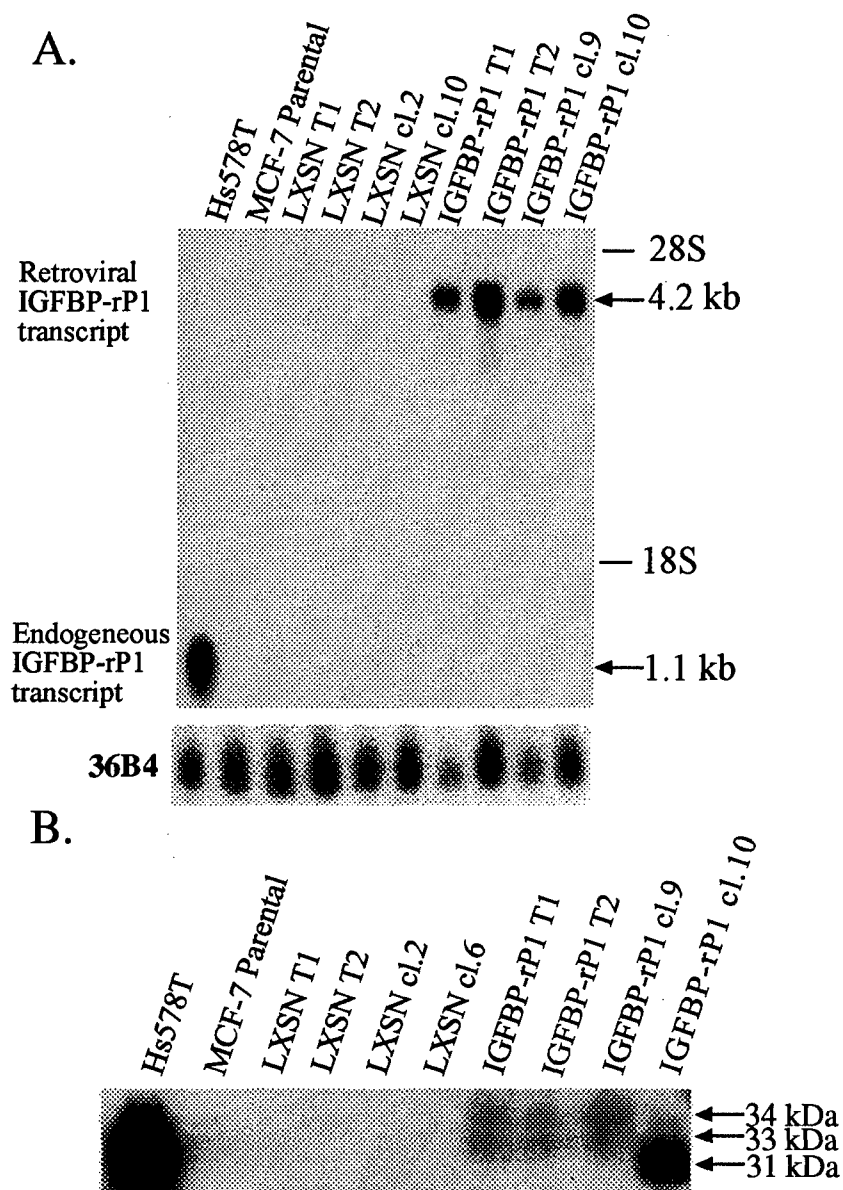 A.
Hs578T
MCF-7 Parental
LXSN T1
LXSN T2
LXSN cl.2
LXSN cl.10
IGFBP-rP1 T1
IGFBP-rP1 T2
IGFBP-rP1 cl.9
IGFBP-rP1 cl.10
Retroviral
IGFBP-rP1
transcript
28S
4.2 kb
18S
Endogeneous
IGFBP-rP1
transcript
1.1 kb
36B4
B.
Hs578T
MCF-7 Parental
LXSN T1
LXSN T2
LXSN cl.2
LXSN cl.6
IGFBP-rP1 T1
IGFBP-rP1 T2
IGFBP-rP1 cl.9
IGFBP-rP1 cl.10
34 kDa
33 kDa
31 kDa